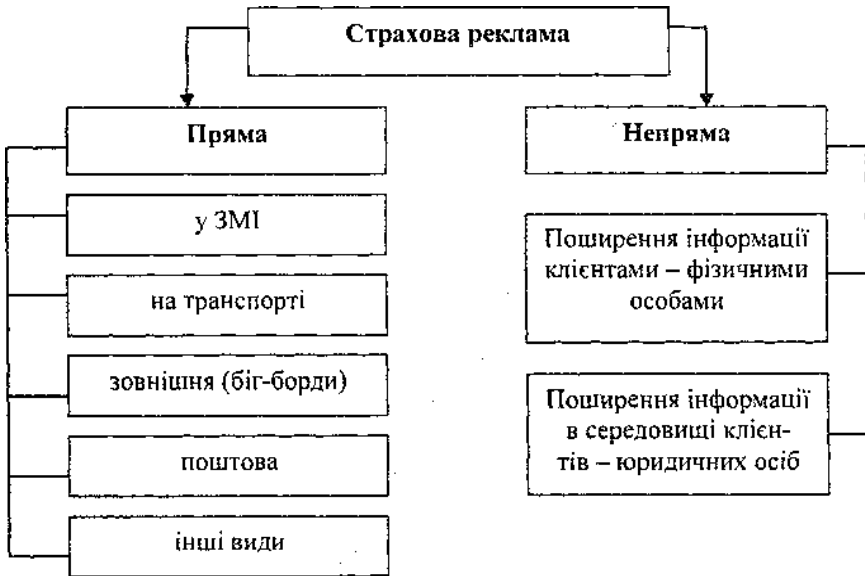 Страхова реклама
Пряма
у ЗМІ
на транспорті
зовнішня (біг-борди)
поштова
інші види
Непряма
Поширення інформації
клієнтами – фізичними
особами
Поширення інформації
в середовищі клієн-
тів – юридичних осіб